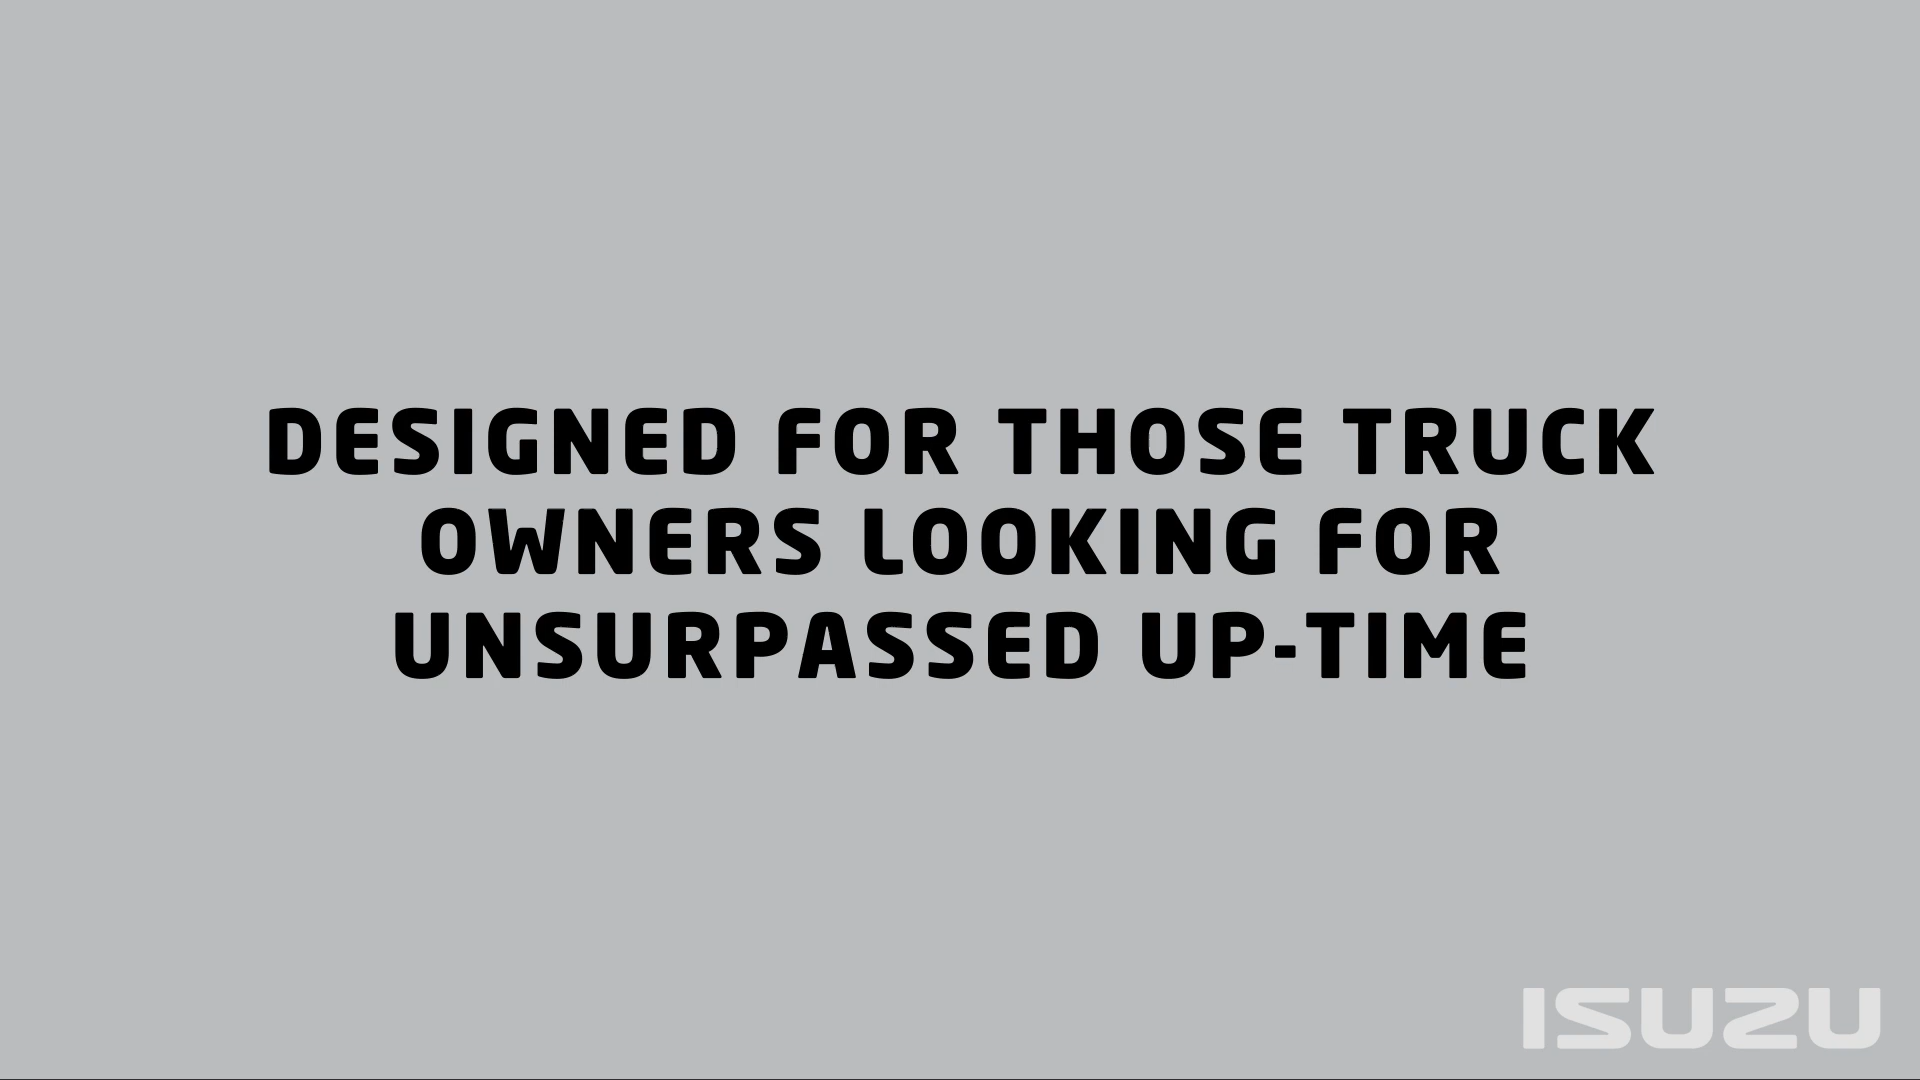 DESIGNED FOR THOSE TRUCK
OWNERS LOOKING FOR
UNSURPASSED UP-TIME
ISUZU